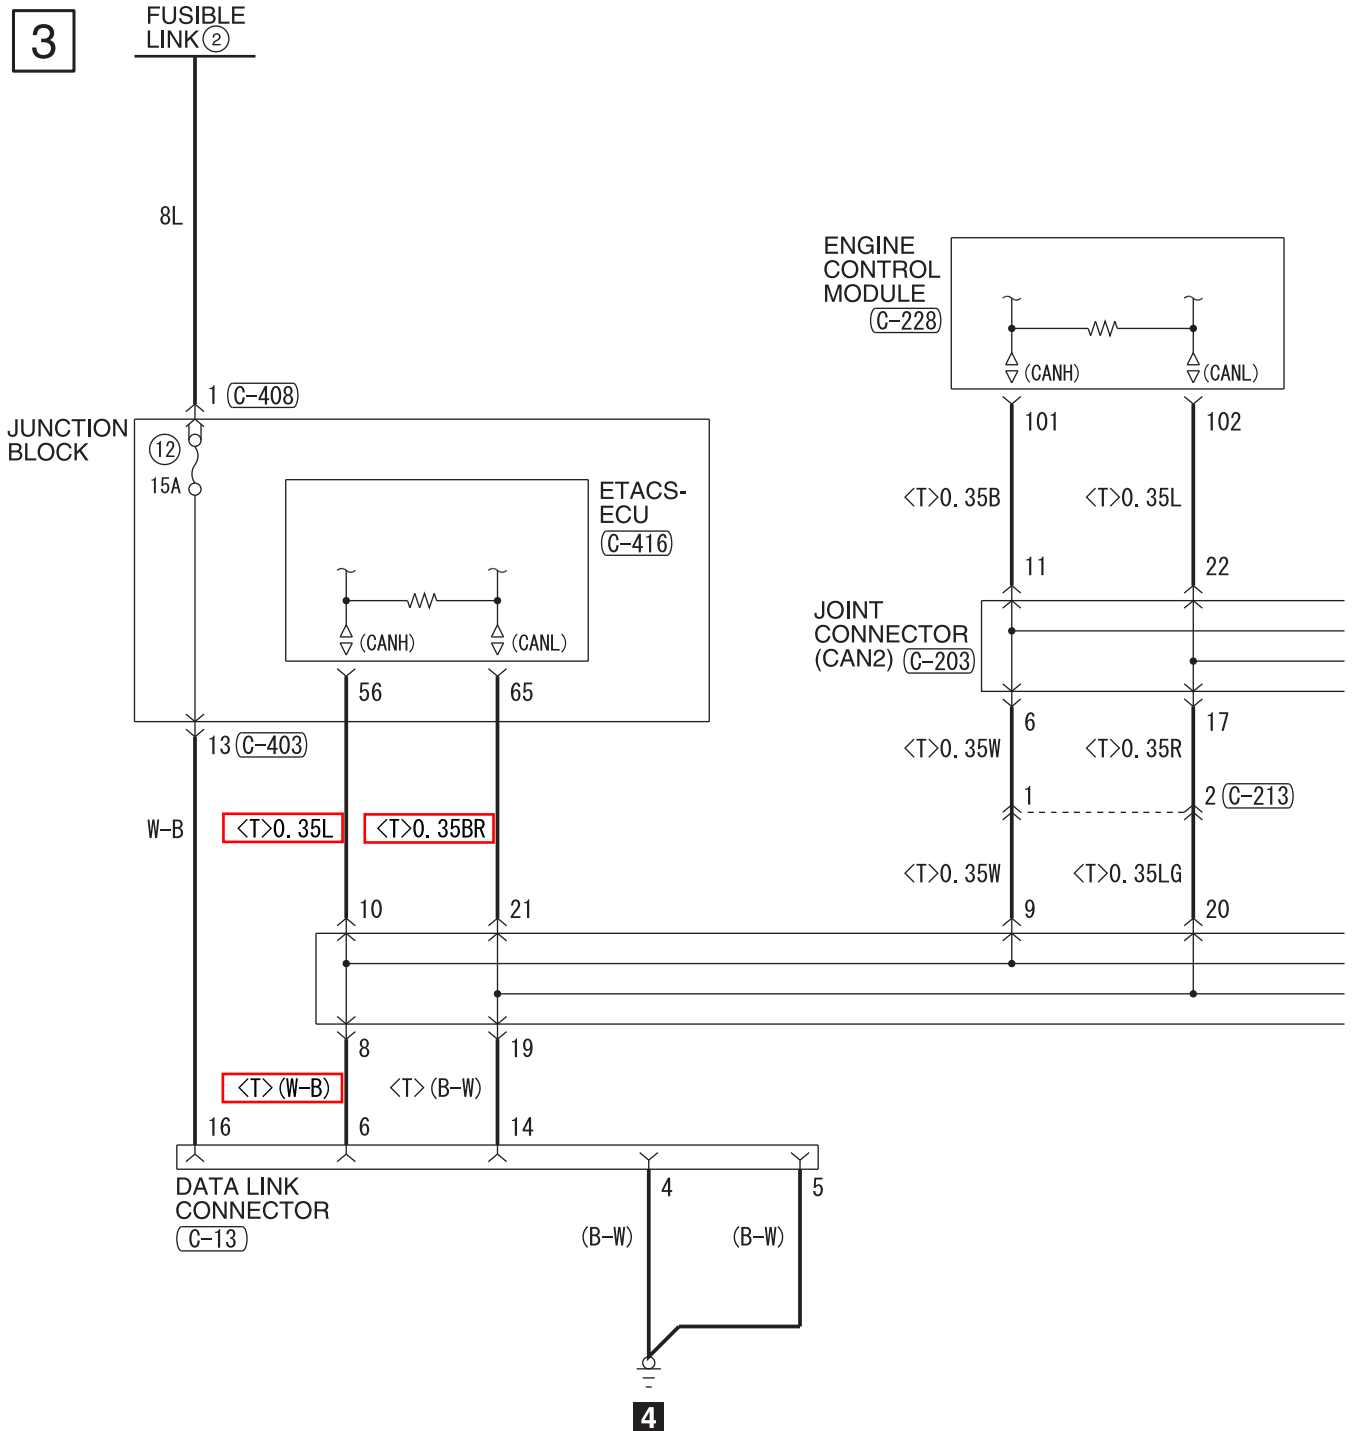 3
FUSIBLE
LINK 2
8L
1 C-408
JUNCTION
BLOCK
12
15A
ETACS-
ECU
C-416
(CANH)
(CANL)
56
65
13 C-403
W-B
<T>0.35L
<T>0.35BR
10
21
8
19
<T>(W-B)
<T>(B-W)
16
6
14
DATA LINK
CONNECTOR
C-13
4
5
(B-W)
(B-W)
4
ENGINE
CONTROL
MODULE
C-228
(CANH)
(CANL)
101
102
<T>0.35B
<T>0.35L
11
22
JOINT
CONNECTOR
(CAN2) C-203
6
17
<T>0.35W
<T>0.35R
1
2 C-213
<T>0.35W
<T>0.35LG
9
20